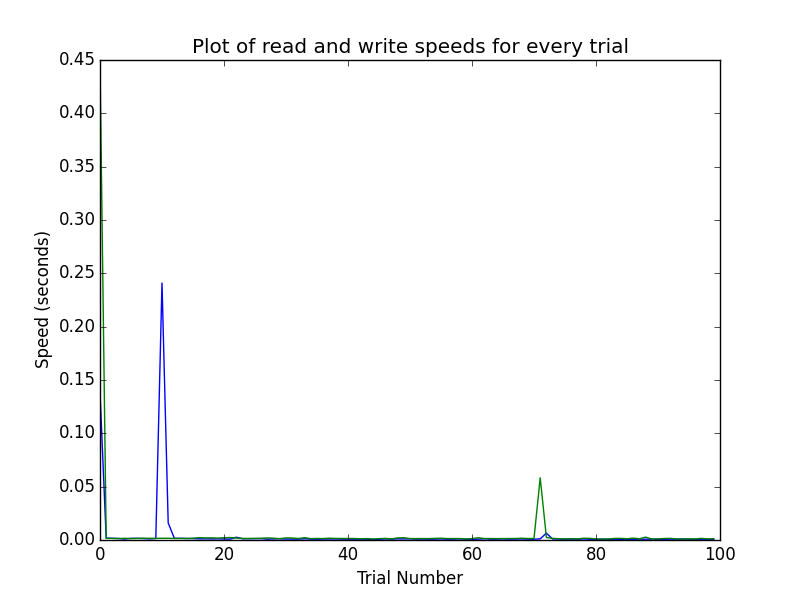 Plot of read and write speeds for every trial
0.45
0.40
0.35
0.30
0.25
0.20
0.15
0.10
0.05
0.00
Speed (seconds)
0 20 40 60 80 100
Trial Number